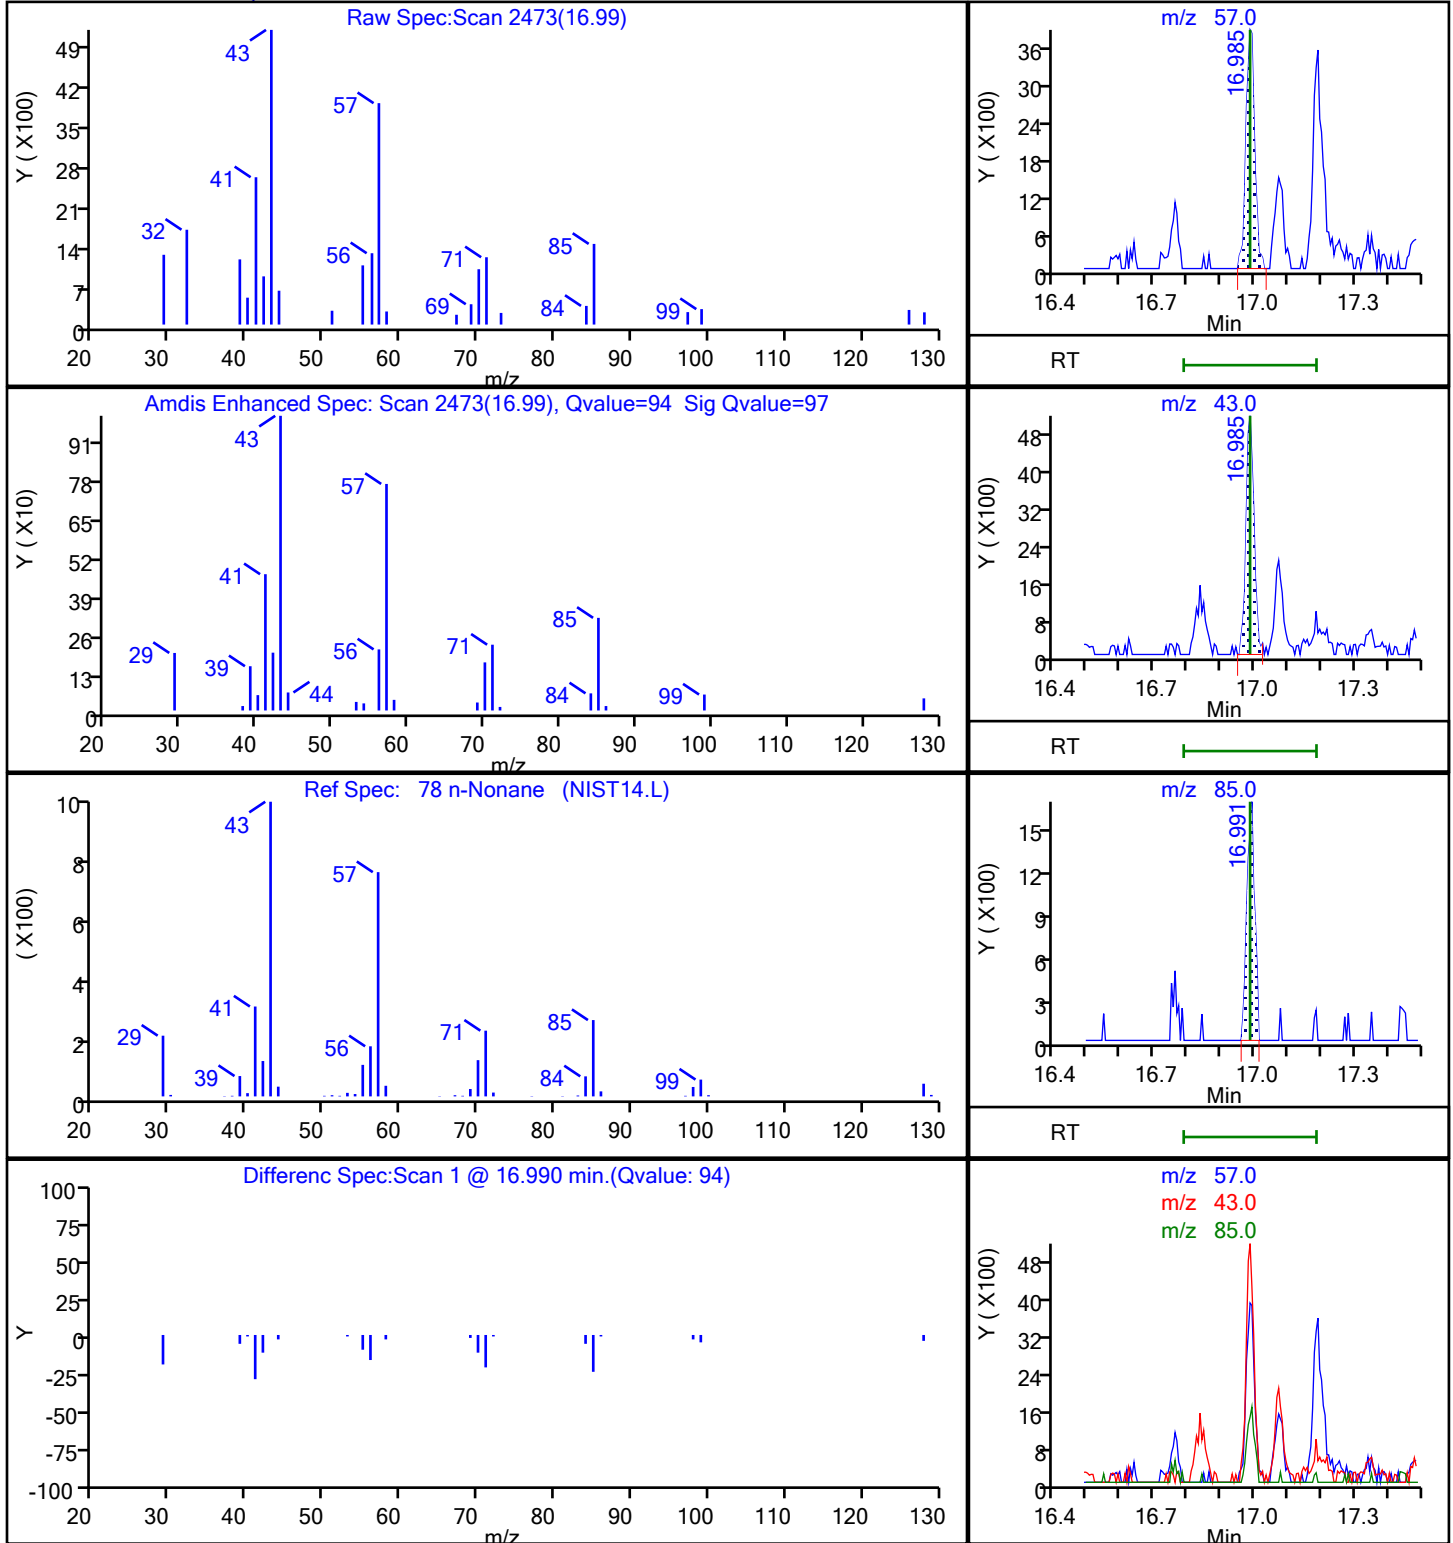 Raw Spec:Scan 2473(16.99)
49
42
35
28
21
14
7
0
Y ( X100)
43
57
41
32
56
71
69
85
84
99
20 30 40 50 60 70 80 90 100 110 120 130
m/z
m/z 57.0
36
30
24
18
12
6
0
Y ( X100)
16.985
16.4 16.7 17.0 17.3
Min
RT
Amdis Enhanced Spec: Scan 2473(16.99), Qvalue=94 Sig Qvalue=97
91
78
65
52
39
26
13
0
Y ( X10)
43
57
41
29
39
44
56
71
85
84
99
20 30 40 50 60 70 80 90 100 110 120 130
m/z
m/z 43.0
48
40
32
24
16
8
0
Y ( X100)
16.985
16.4 16.7 17.0 17.3
Min
RT
Ref Spec: 78 n-Nonane (NIST14.L)
10
8
6
4
2
0
( X100)
43
57
41
29
39
56
71
85
84
99
20 30 40 50 60 70 80 90 100 110 120 130
m/z
m/z 85.0
15
12
9
6
3
0
Y ( X100)
16.991
16.4 16.7 17.0 17.3
Min
RT
Differenc Spec:Scan 1 @ 16.990 min.(Qvalue: 94)
100
75
50
25
0
-25
-50
-75
-100
Y
20 30 40 50 60 70 80 90 100 110 120 130
m/z
m/z 57.0
m/z 43.0
m/z 85.0
48
40
32
24
16
8
0
Y ( X100)
16.4 16.7 17.0 17.3
Min